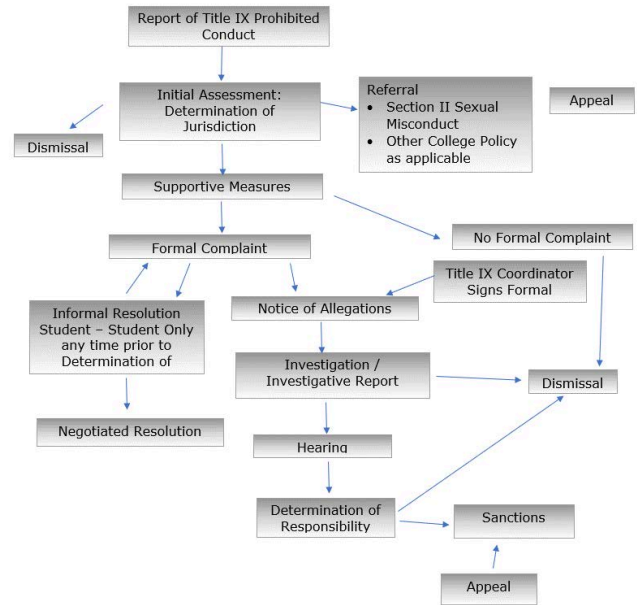 Report of Title IX Prohibited
Conduct
Initial Assessment:
Determination of
Jurisdiction
Referral
• Section II Sexual
Misconduct
• Other College Policy
as applicable
Appeal
Dismissal
Supportive Measures
Formal Complaint
No Formal Complaint
Title IX Coordinator
Signs Formal
Informal Resolution
Student – Student Only
any time prior to
Determination of
Notice of Allegations
Investigation /
Investigative Report
Dismissal
Negotiated Resolution
Hearing
Determination of
Responsibility
Sanctions
Appeal